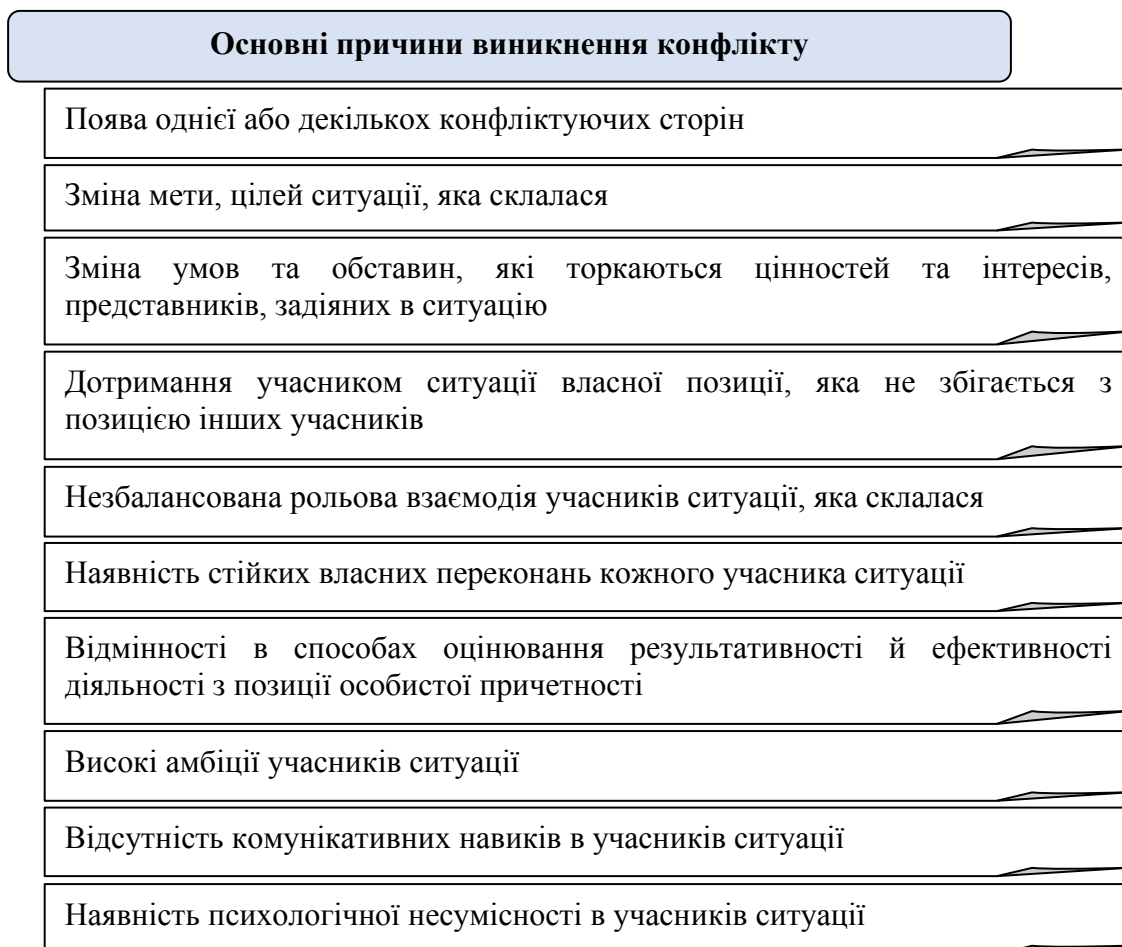 Основні причини виникнення конфлікту
Поява однієї або декількох конфліктуючих сторін
Зміна мети, цілей ситуації, яка склалася
Зміна умов та обставин, які торкаються цінностей та інтересів,
представників, задіяних в ситуацію
Дотримання учасником ситуації власної позиції, яка не збігається з
позицією інших учасників
Незбалансована рольова взаємодія учасників ситуації, яка склалася
Наявність стійких власних переконань кожного учасника ситуації
Відмінності в способах оцінювання результативності й ефективності
діяльності з позиції особистої причетності
Високі амбіції учасників ситуації
Відсутність комунікативних навиків в учасників ситуації
Наявність психологічної несумісності в учасників ситуації